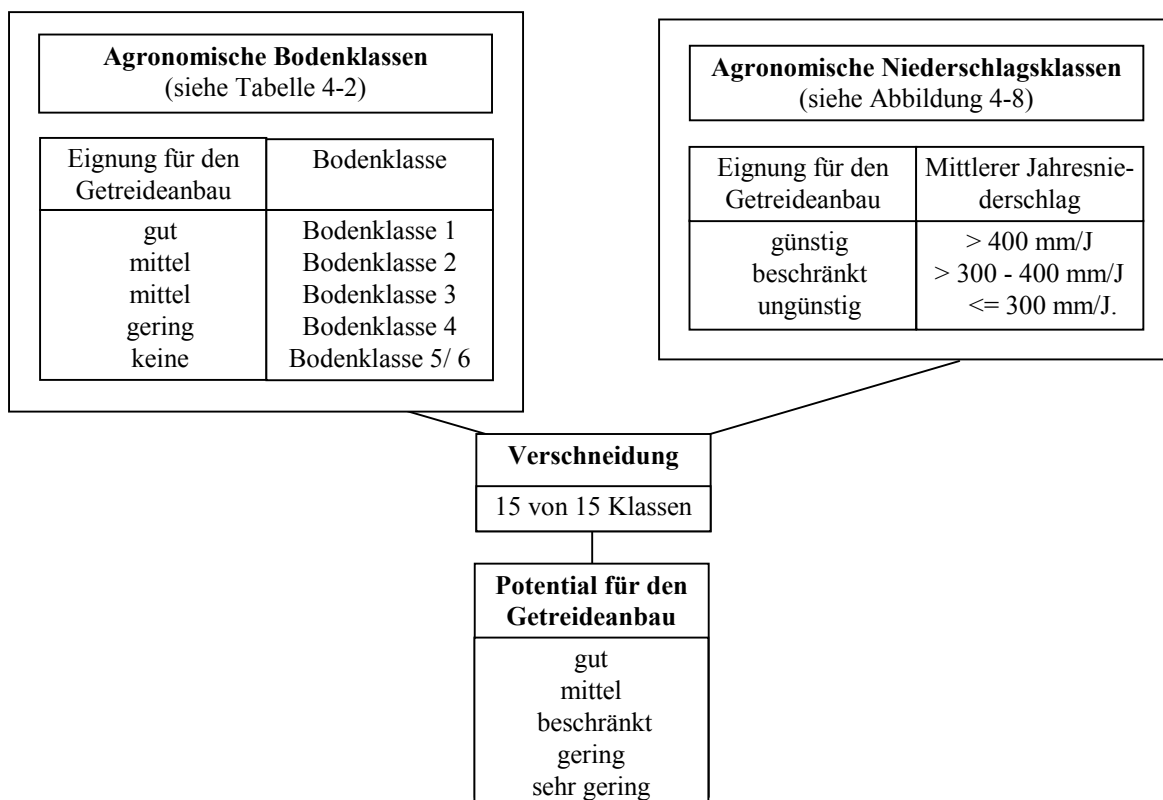 Agronomische Bodenklassen
(siehe Tabelle 4-2)
Eignung für den
Getreideanbau
Bodenklasse
gut
Bodenklasse 1
mittel
Bodenklasse 2
mittel
Bodenklasse 3
gering
Bodenklasse 4
keine
Bodenklasse 5/ 6
Agronomische Niederschlagsklassen
(siehe Abbildung 4-8)
Eignung für den
Getreideanbau
Mittlerer Jahresnie-
derschlag
günstig
> 400 mm/J
beschränkt
> 300 - 400 mm/J
ungünstig
<= 300 mm/J.
Verschneidung
15 von 15 Klassen
Potential für den
Getreideanbau
gut
mittel
beschränkt
gering
sehr gering